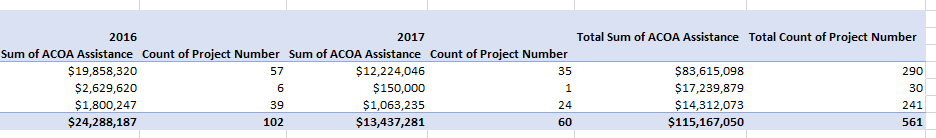 2016 2017 Total Sum of ACOA Assistance Total Count of Project Number
Sum of ACOA Assistance Count of Project Number Sum of ACOA Assistance Count of Project Number
$19,858,320 57 $12,224,046 35 $83,615,098 290
$2,629,620 6 $150,000 1 $17,239,879 30
$1,800,247 39 $1,063,235 24 $14,312,073 241
$24,288,187 102 $13,437,281 60 $115,167,050 561